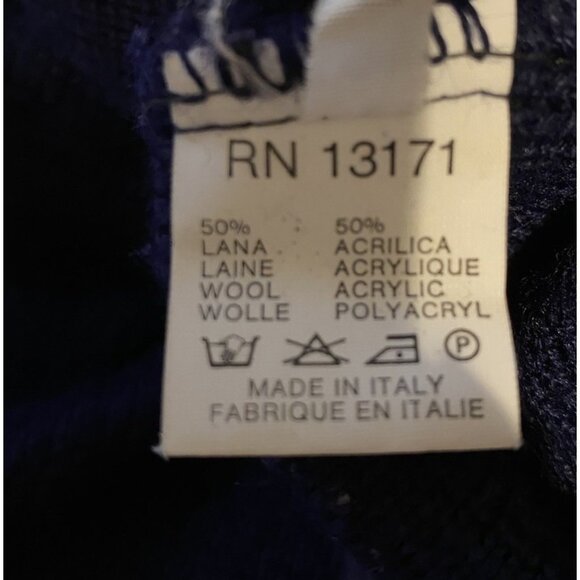 RN 13171
50% 50%
LANA ACRILICA
LAINE ACRYLIQUE
WOOL ACRYLIC
WOLLE POLYACRYL
P
MADE IN ITALY
FABRIQUE EN ITALIE